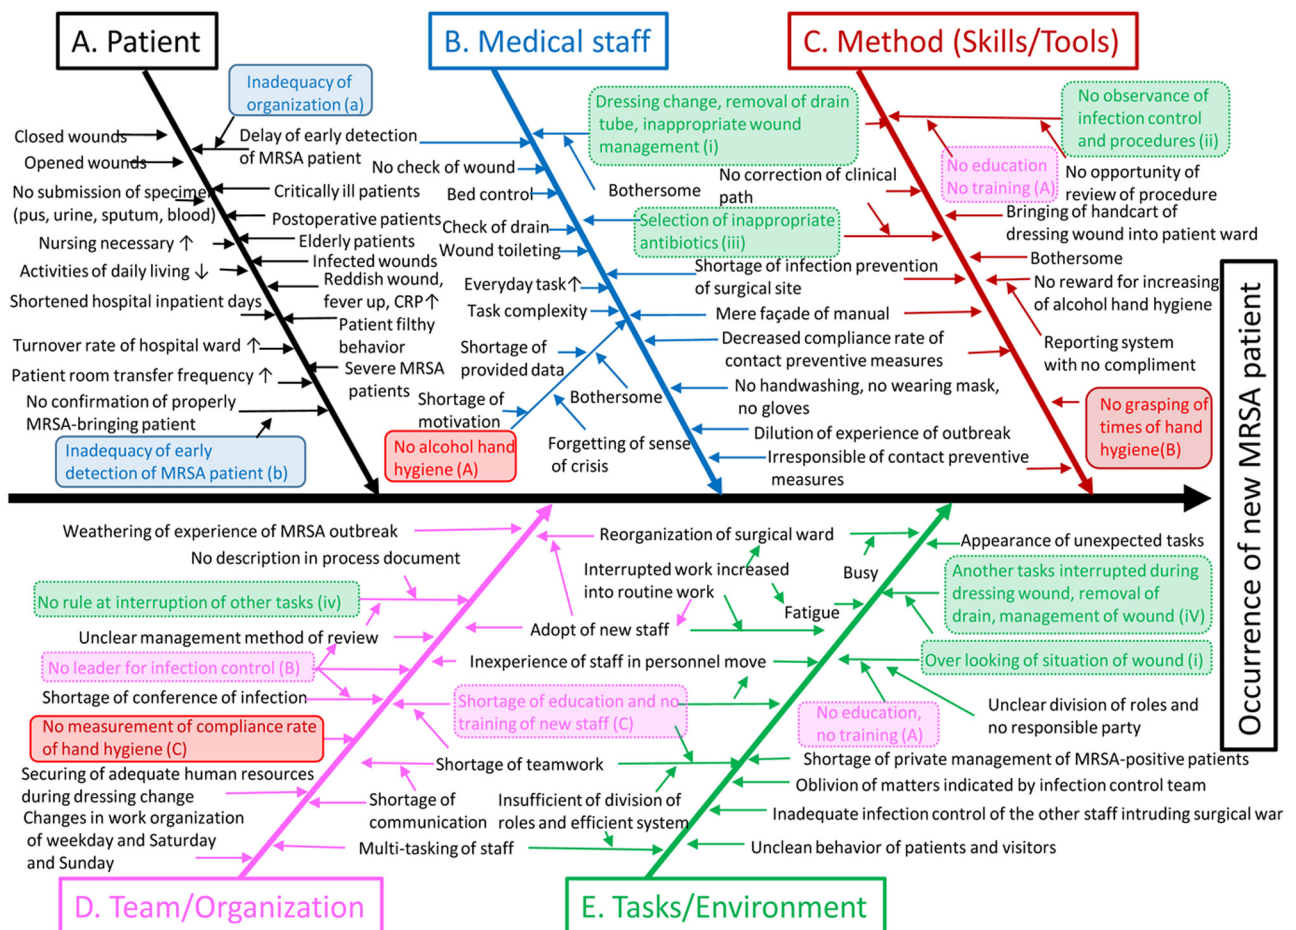 A. Patient
B. Medical staff
C. Method (Skills/Tools)
Inadequacy of
organization (a)
Closed wounds
Opened wounds
Delay of early detection
of MRSA patient
No submission of specime
(pus, urine, sputum, blood)
Critically ill patients
Postoperative patients
Nursing necessary ↑
Elderly patients
Infected wounds
Activities of daily living ↓
Reddish wound,
fever up, CRP↑
Shortened hospital inpatient days
Patient filthy
behavior
Turnover rate of hospital ward ↑
Severe MRSA
patients
Patient room transfer frequency ↑
No confirmation of properly
MRSA-bringing patient
Inadequacy of early
detection of MRSA patient (b)
Dressing change, removal of drain
tube, inappropriate wound
management (i)
No check of wound
Bed control
Bothersome
Check of drain
Wound toileting
Selection of inappropriate
antibiotics (iii)
Everyday task↑
Task complexity
Shortage of infection prevention
of surgical site
Mere façade of manual
Shortage of
provided data
Decreased compliance rate of
contact preventive measures
Bothersome
Shortage of
motivation
No handwashing, no wearing mask,
no gloves
No alcohol hand
hygiene (A)
Forgetting of sense
of crisis
Dilution of experience of outbreak
Irresponsible of contact preventive
measures
No observance of
infection control
and procedures (ii)
No education
No training (A)
No opportunity of
review of procedure
No correction of clinical
path
Bringing of handcart of
dressing wound into patient ward
Bothersome
No reward for increasing
of alcohol hand hygiene
Reporting system
with no compliment
No grasping of
times of hand
hygiene(B)
Occurrence of new MRSA patient
Weathering of experience of MRSA outbreak
No description in process document
No rule at interruption of other tasks (iv)
Unclear management method of review
No leader for infection control (B)
Shortage of conference of infection
No measurement of compliance rate
of hand hygiene (C)
Securing of adequate human resources
during dressing change
Changes in work organization
of weekday and Saturday
and Sunday
Reorganization of surgical ward
Interrupted work increased
into routine work
Adopt of new staff
Inexperience of staff in personnel move
Shortage of education and no
training of new staff (C)
Shortage of teamwork
Shortage of
communication
Insufficient of division of
roles and efficient system
Multi-tasking of staff
Busy
Fatigue
Appearance of unexpected tasks
Another tasks interrupted during
dressing wound, removal of
drain, management of wound (iV)
Over looking of situation of wound (i)
No education,
no training (A)
Unclear division of roles and
no responsible party
Shortage of private management of MRSA-positive patients
Oblivion of matters indicated by infection control team
Inadequate infection control of the other staff intruding surgical war
Unclean behavior of patients and visitors
D. Team/Organization
E. Tasks/Environment